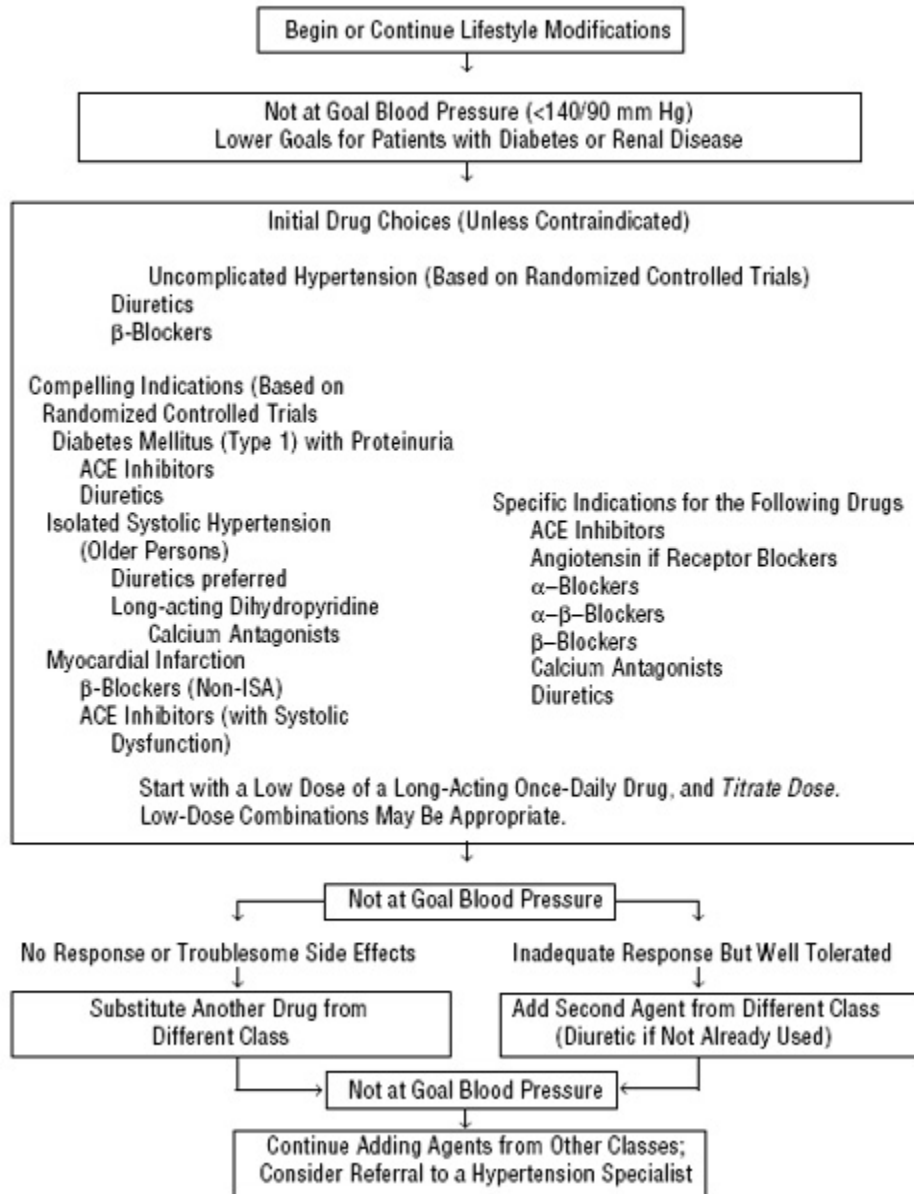 Begin or Continue Lifestyle Modifications
Not at Goal Blood Pressure (<140/90 mm Hg)
Lower Goals for Patients with Diabetes or Renal Disease
Initial Drug Choices (Unless Contraindicated)
Uncomplicated Hypertension (Based on Randomized Controlled Trials)
Diuretics
β-Blockers
Compelling Indications (Based on
Randomized Controlled Trials
Diabetes Mellitus (Type 1) with Proteinuria
ACE Inhibitors
Diuretics
Isolated Systolic Hypertension
(Older Persons)
Diuretics preferred
Long-acting Dihydropyridine
Calcium Antagonists
Myocardial Infarction
β-Blockers (Non-ISA)
ACE Inhibitors (with Systolic
Dysfunction)
Specific Indications for the Following Drugs
ACE Inhibitors
Angiotensin if Receptor Blockers
α–Blockers
α–β–Blockers
β–Blockers
Calcium Antagonists
Diuretics
Start with a Low Dose of a Long-Acting Once-Daily Drug, and Titrate Dose.
Low-Dose Combinations May Be Appropriate.
Not at Goal Blood Pressure
No Response or Troublesome Side Effects
Inadequate Response But Well Tolerated
Substitute Another Drug from
Different Class
Add Second Agent from Different Class
(Diuretic if Not Already Used)
Not at Goal Blood Pressure
Continue Adding Agents from Other Classes;
Consider Referral to a Hypertension Specialist